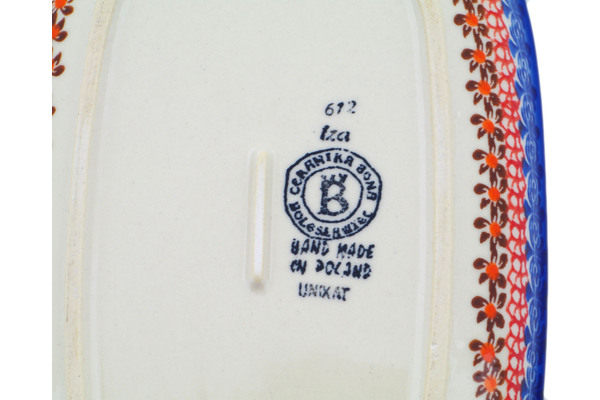 612
Iza
CERAMIKA BONA
B
BOLESŁAWIEC
HAND MADE
IN POLAND
UNIKAT